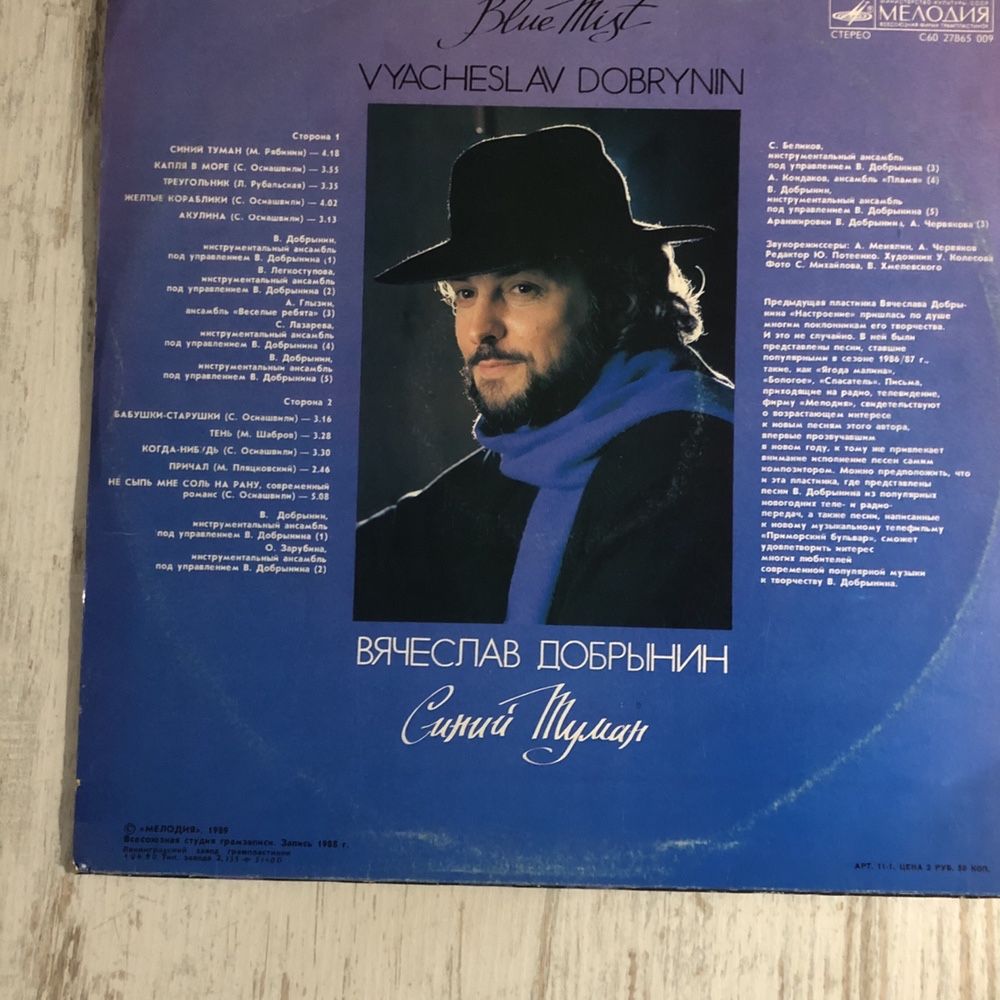 Blue Mist
VYACHESLAV DOBRYNIN
МИНИСТЕРСТВО КУЛЬТУРЫ СССР
МЕЛОДИЯ
ВСЕСОЮЗНАЯ ФИРМА ГРАМПЛАСТИНОК
СТЕРЕО С60 27865 009
Сторона 1
СИНИЙ ТУМАН (М. Рябинин) — 4.18
КАПЛЯ В МОРЕ (С. Осиашвили) — 3.55
ТРЕУГОЛЬНИК (Л. Рубальская) — 3.35
ЖЕЛТЫЕ КОРАБЛИКИ (С. Осиашвили) — 4.02
АКУЛИНА (С. Осиашвили) — 3.13
В. Добрынин,
инструментальный ансамбль
под управлением В. Добрынина (1)
В. Легкоступова,
инструментальный ансамбль
под управлением В. Добрынина (2)
А. Глызин,
ансамбль «Веселые ребята» (3)
С. Лазарева,
инструментальный ансамбль
под управлением В. Добрынина (4)
В. Добрынин,
инструментальный ансамбль
под управлением В. Добрынина (5)
Сторона 2
БАБУШКИ-СТАРУШКИ (С. Осиашвили) — 3.16
ТЕНЬ (М. Шабров) — 3.28
КОГДА-НИБУДЬ (С. Осиашвили) — 3.30
ПРИЧАЛ (М. Пляцковский) — 2.46
НЕ СЫПЬ МНЕ СОЛЬ НА РАНУ, современный
романс (С. Осиашвили) — 5.08
В. Добрынин,
инструментальный ансамбль
под управлением В. Добрынина (1)
О. Зарубина,
инструментальный ансамбль
под управлением В. Добрынина (2)
С. Беликов,
инструментальный ансамбль
под управлением В. Добрынина (3)
А. Кондаков, ансамбль «Пламя» (4)
В. Добрынин,
инструментальный ансамбль
под управлением В. Добрынина (5)
Аранжировки В. Добрынина, А. Червякова (3)
Звукорежиссеры: А. Менялин, А. Червяков
Редактор Ю. Потеенко. Художник У. Колесова
Фото С. Михайлова, В. Хмелевского
Предыдущая пластинка Вячеслава Добры-
нина «Настроение» пришлась по душе
многим поклонникам его творчества.
И это не случайно. В ней были
представлены песни, ставшие
популярными в сезоне 1986/87 г.,
такие, как «Ягода малина»,
«Бологое», «Спасатель». Письма,
приходящие на радио, телевидение,
фирму «Мелодия», свидетельствуют
о возрастающем интересе
к новым песням этого автора,
впервые прозвучавшим
в новом году, к тому же привлекает
внимание исполнение песен самим
композитором. Можно предположить, что
и эта пластинка, где представлены
песни В. Добрынина из популярных
новогодних теле- и радио-
передач, а также песни, написанные
к новому музыкальному телефильму
«Приморский бульвар», сможет
удовлетворить интерес
многих любителей
современной популярной музыки
к творчеству В. Добрынина.
ВЯЧЕСЛАВ ДОБРЫНИН
Синий Туман
© «МЕЛОДИЯ», 1989
Всесоюзная студия грамзаписи. Запись 1988 г.
Ленинградский завод грампластинок
АРТ. 11-1. ЦЕНА 2 РУБ. 50 КОП.